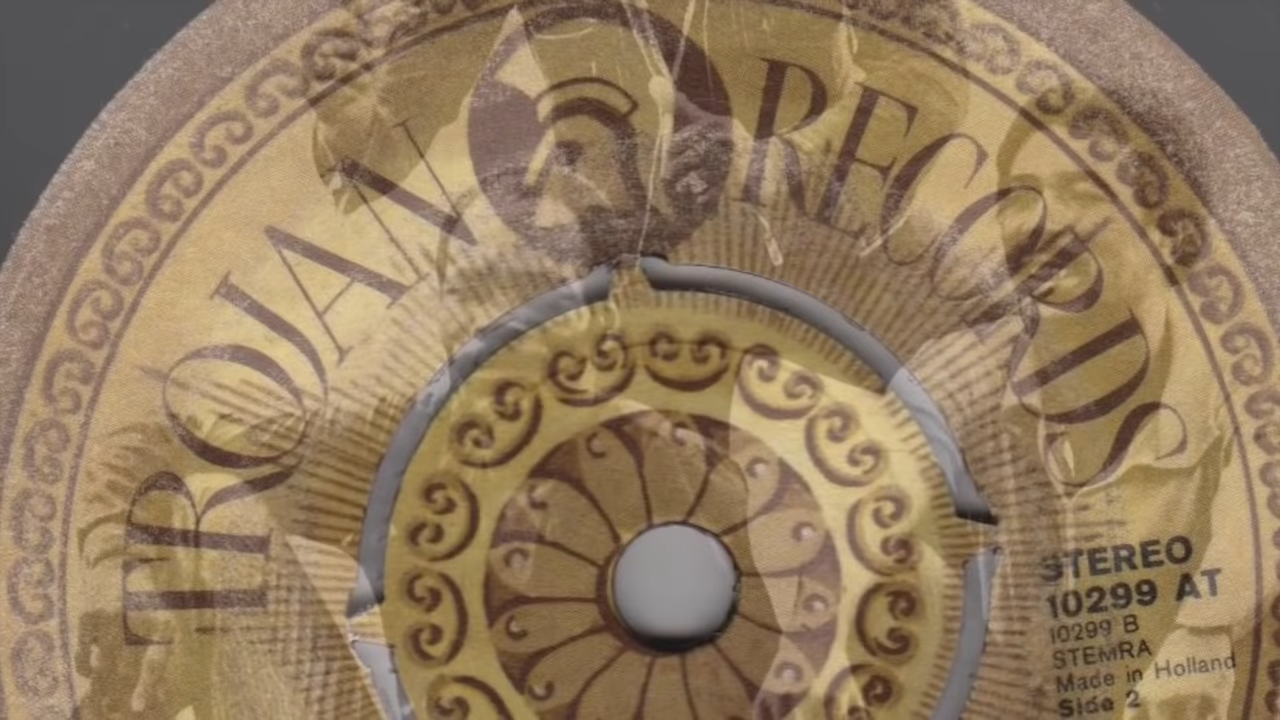 TROJAN RECORDS
STEREO
10299 AT
10299 B
STEMRA
Made in Holland
Side 2